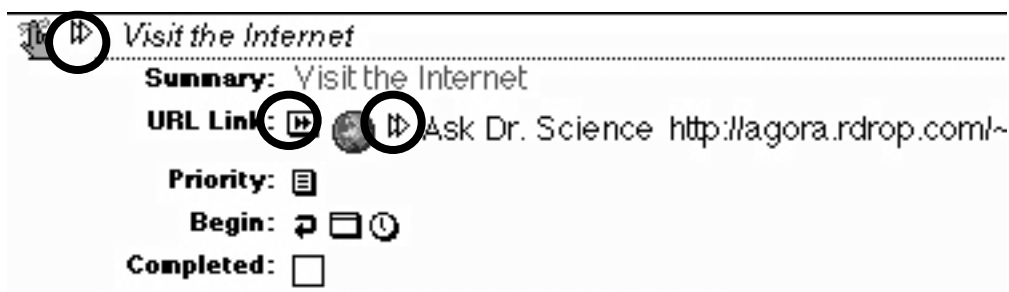 Visit the Internet
Summary: Visit the Internet
URL Link: Ask Dr. Science http://agora.rdrop.com/~
Priority:
Begin:
Completed: